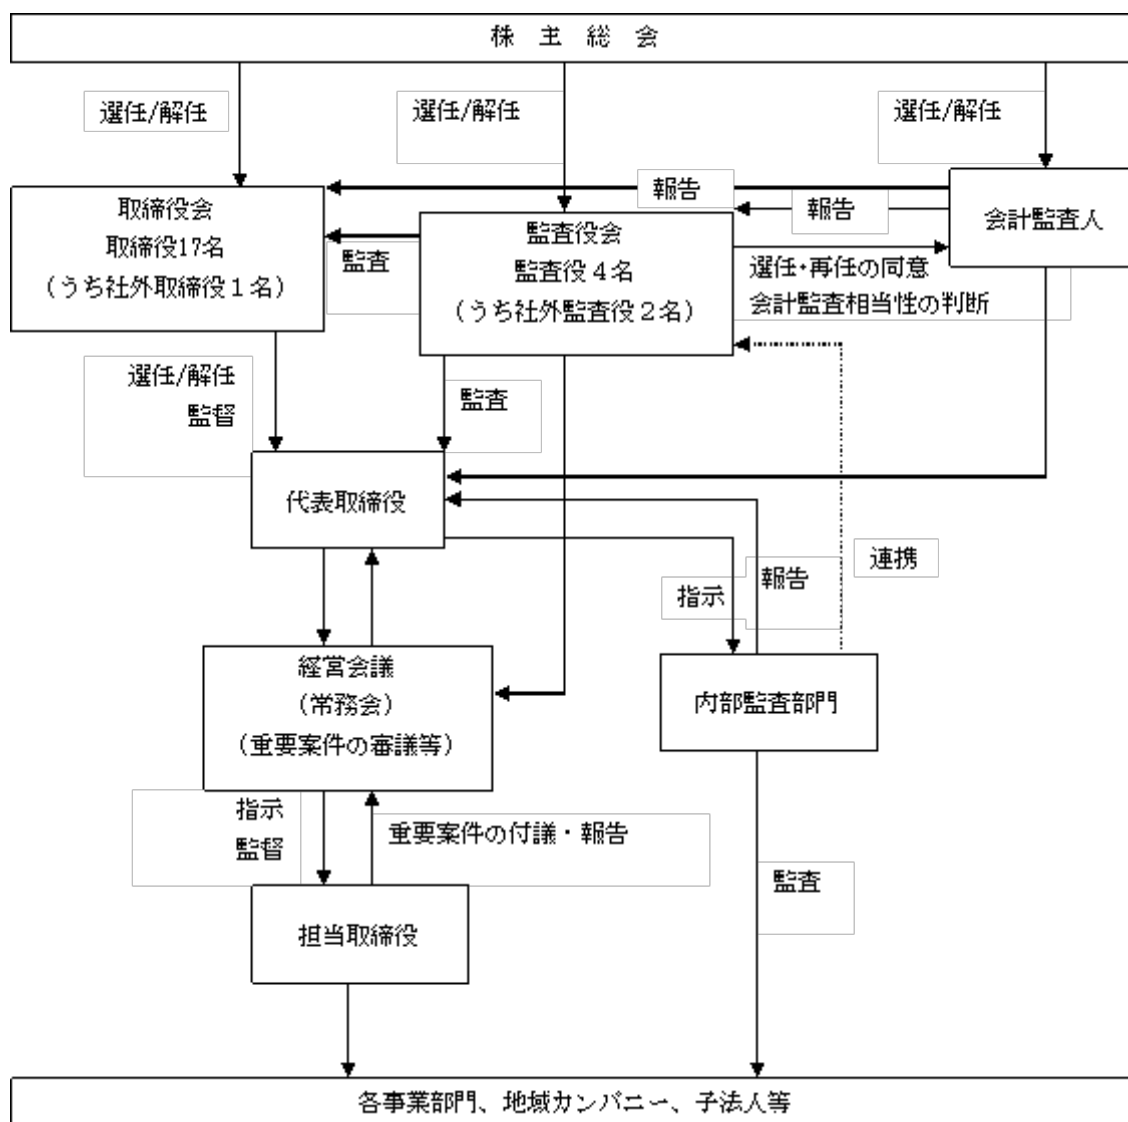 株 主 総 会
選任/解任
選任/解任
選任/解任
報告
報告
取締役会
取締役17名
(うち社外取締役1名)
監査役会
監査役4名
(うち社外監査役2名)
会計監査人
監査
選任・再任の同意
会計監査相当性の判断
選任/解任
監督
監査
代表取締役
連携
報告
指示
経営会議
(常務会)
(重要案件の審議等)
内部監査部門
指示
監督
重要案件の付議・報告
監査
担当取締役
各事業部門、地域カンパニー、子法人等